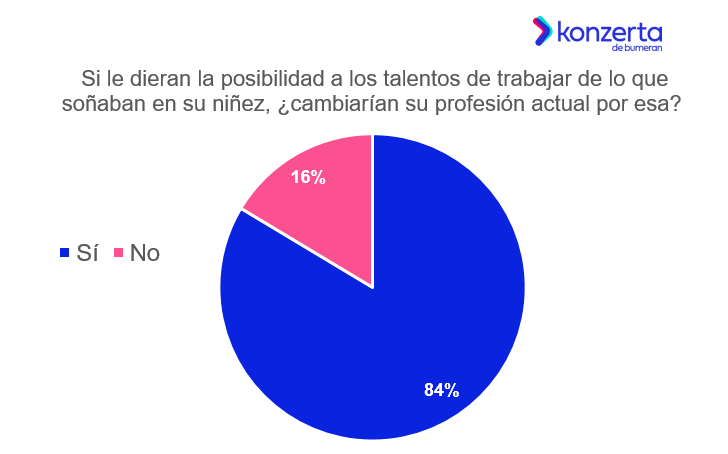 konzerta
de bumeran
Si le dieran la posibilidad a los talentos de trabajar de lo que
soñaban en su niñez, ¿cambiarían su profesión actual por esa?
16%
Sí No
84%